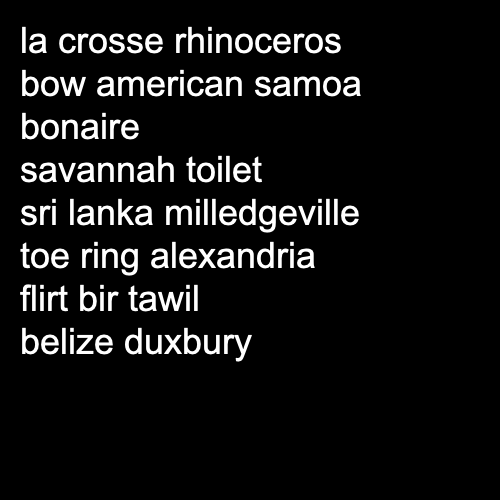 la crosse rhinoceros
bow american samoa
bonaire
savannah toilet
sri lanka milledgeville
toe ring alexandria
flirt bir tawil
belize duxbury